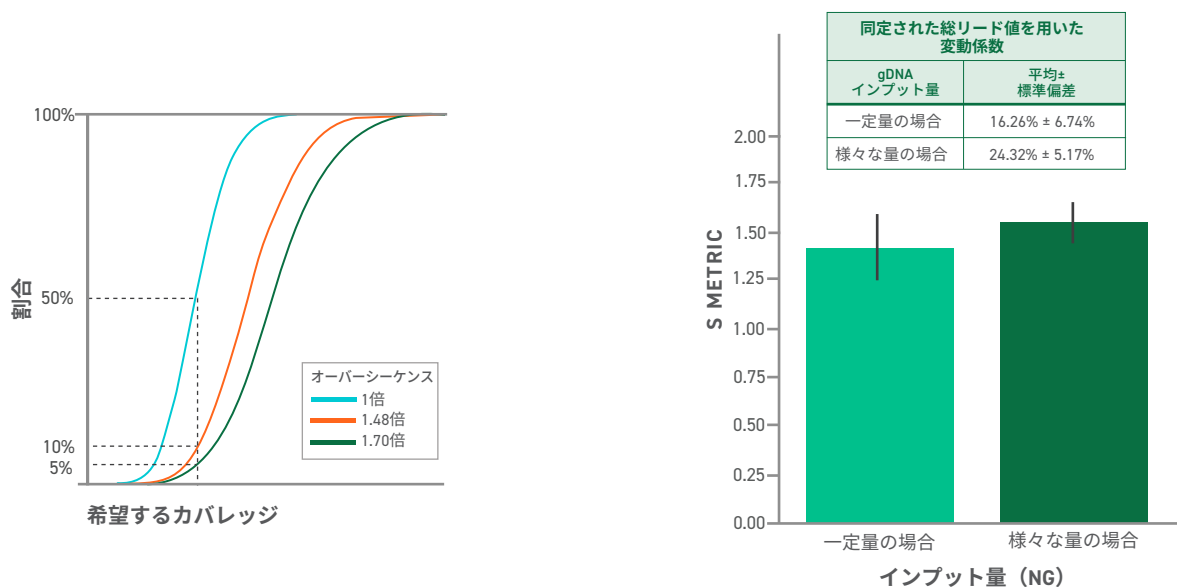 100%
50%
10%
5%
割合
オーバーシーケンス
1倍
1.48倍
1.70倍
希望するカバレッジ
同定された総リード値を用いた
変動係数
gDNA
インプット量
平均±
標準偏差
一定量の場合
16.26% ± 6.74%
様々な量の場合
24.32% ± 5.17%
2.00
1.75
1.50
1.25
1.00
0.75
0.50
0.25
0.00
S METRIC
一定量の場合
様々な量の場合
インプット量（NG）